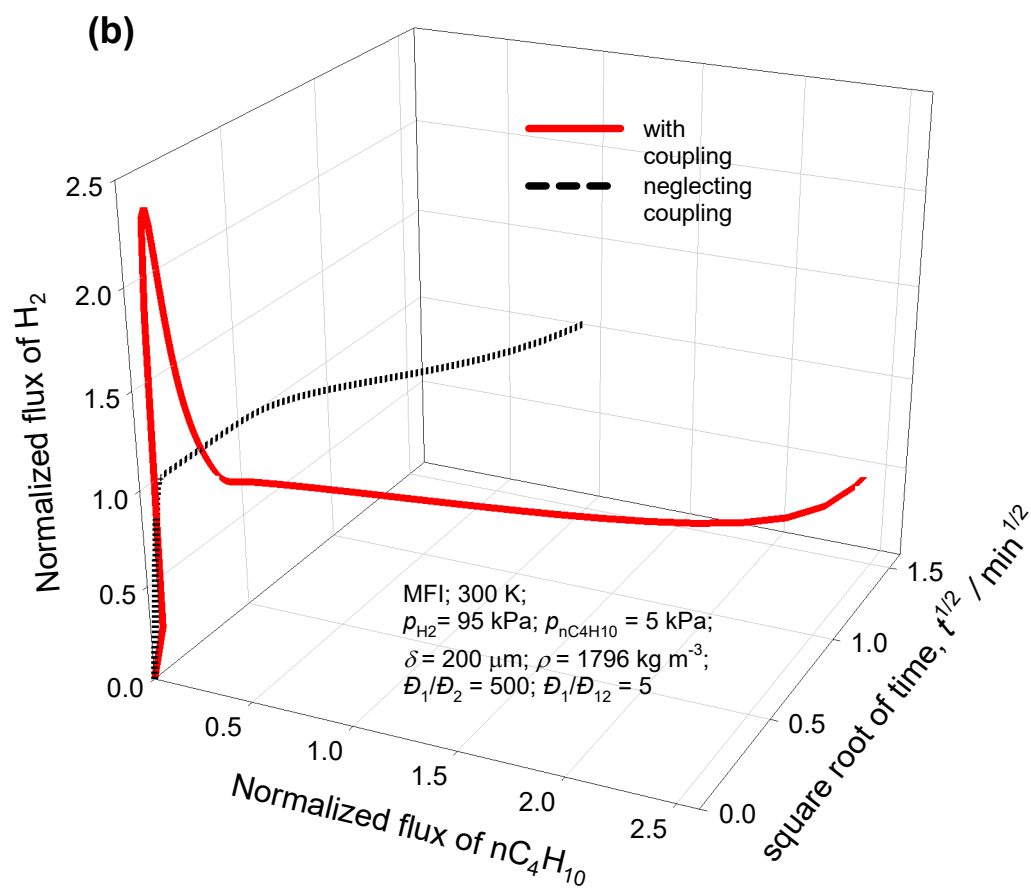 (b)
with
coupling
neglecting
coupling
2.5
2.0
1.5
1.0
0.5
0.0
Normalized flux of H2
0.5
1.0
1.5
2.0
2.5
Normalized flux of nC4H10
0.0
0.5
1.0
1.5
square root of time, t^1/2 / min^1/2
MFI; 300 K;
pH2= 95 kPa; pnC4H10 = 5 kPa;
δ = 200 μm; ρ = 1796 kg m-3;
Đ1/Đ2 = 500; Đ1/Đ12 = 5